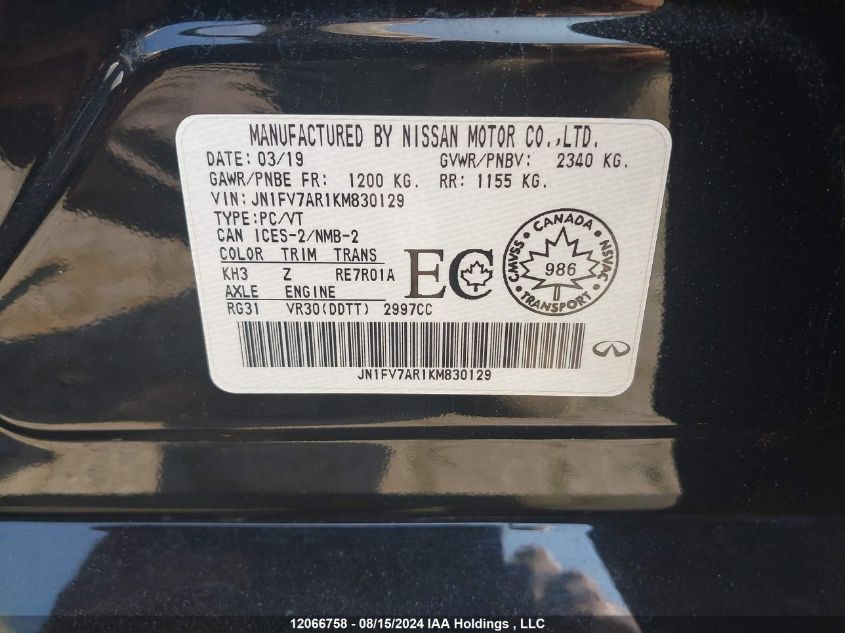 MANUFACTURED BY NISSAN MOTOR CO.,LTD.
DATE: 03/19 GVWR/PNBV: 2340 KG.
GAWR/PNBE FR: 1200 KG. RR: 1155 KG.
VIN: JN1FV7AR1KM830129
TYPE:PC/VT
CAN ICES-2/NMB-2
COLOR TRIM TRANS
KH3 Z RE7R01A
AXLE ENGINE
RG31 VR30(DDTT) 2997CC
EC
CANADA
CMVSS 986 NSVAC
TRANSPORT
JN1FV7AR1KM830129
12066758 - 08/15/2024 IAA Holdings , LLC